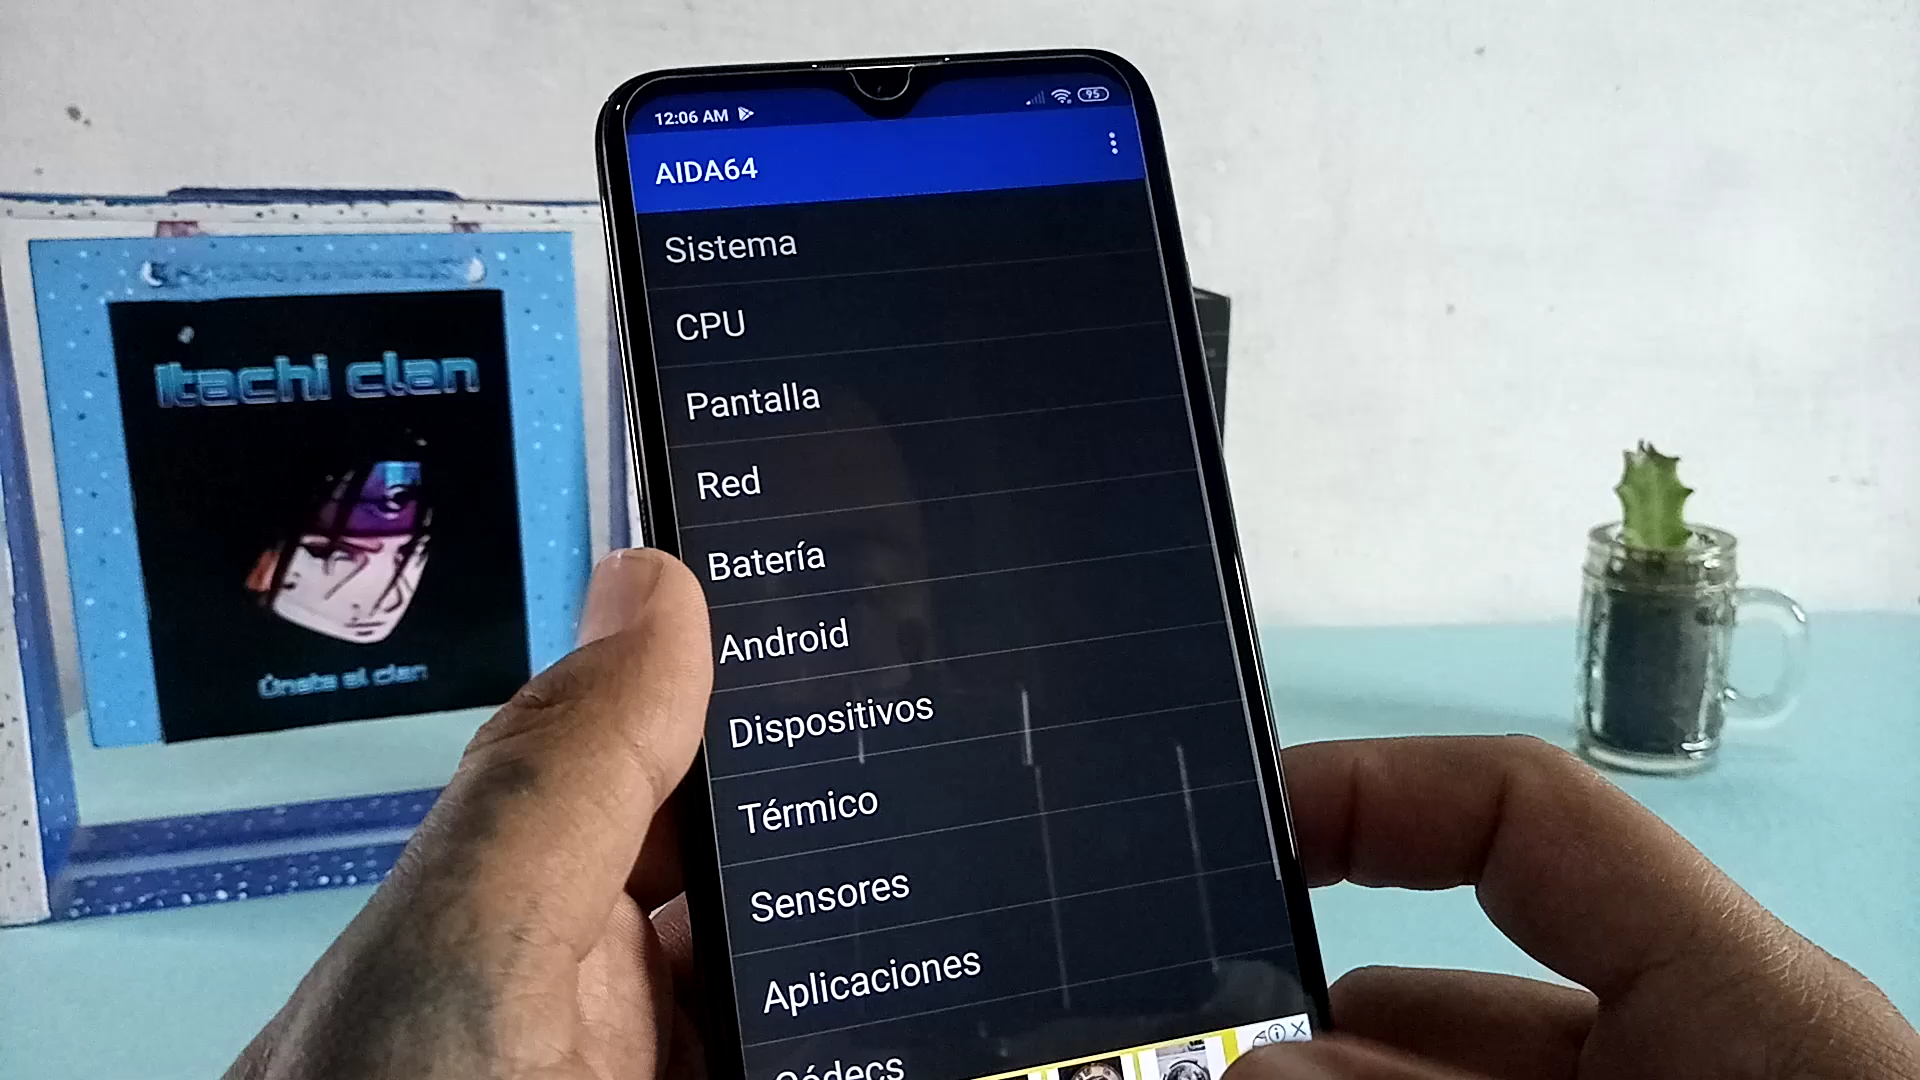 12:06 AM
95
AIDA64
Sistema
CPU
Pantalla
Red
Batería
Android
Dispositivos
Térmico
Sensores
Aplicaciones
Códecs
Itachi clan
Únete al clan